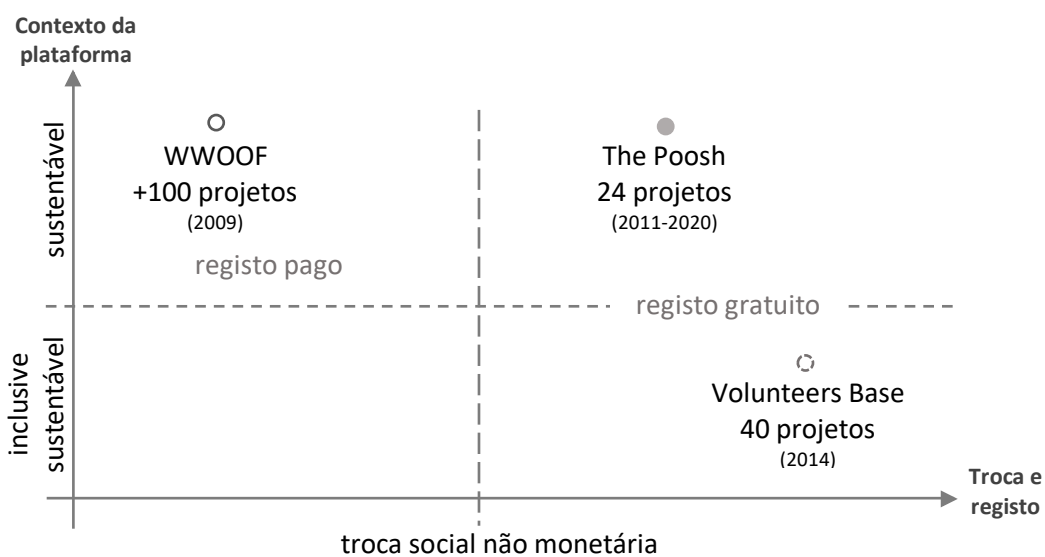 Contexto da
plataforma
sustentável
WWOOF
+100 projetos
(2009)
The Poosh
24 projetos
(2011-2020)
registo pago
registo gratuito
inclusive
sustentável
Volunteers Base
40 projetos
(2014)
Troca e
registo
troca social não monetária